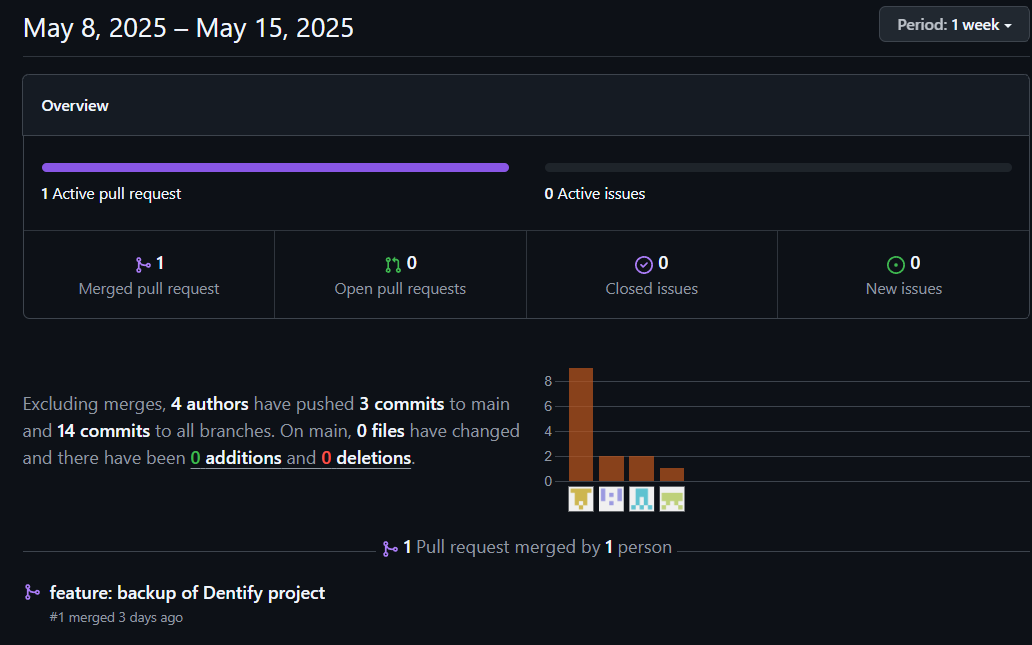 May 8, 2025 – May 15, 2025
Period: 1 week
Overview
1 Active pull request
0 Active issues
1
Merged pull request
0
Open pull requests
0
Closed issues
0
New issues
Excluding merges, 4 authors have pushed 3 commits to main
and 14 commits to all branches. On main, 0 files have changed
and there have been 0 additions and 0 deletions.
8
6
4
2
0
1 Pull request merged by 1 person
feature: backup of Dentify project
#1 merged 3 days ago